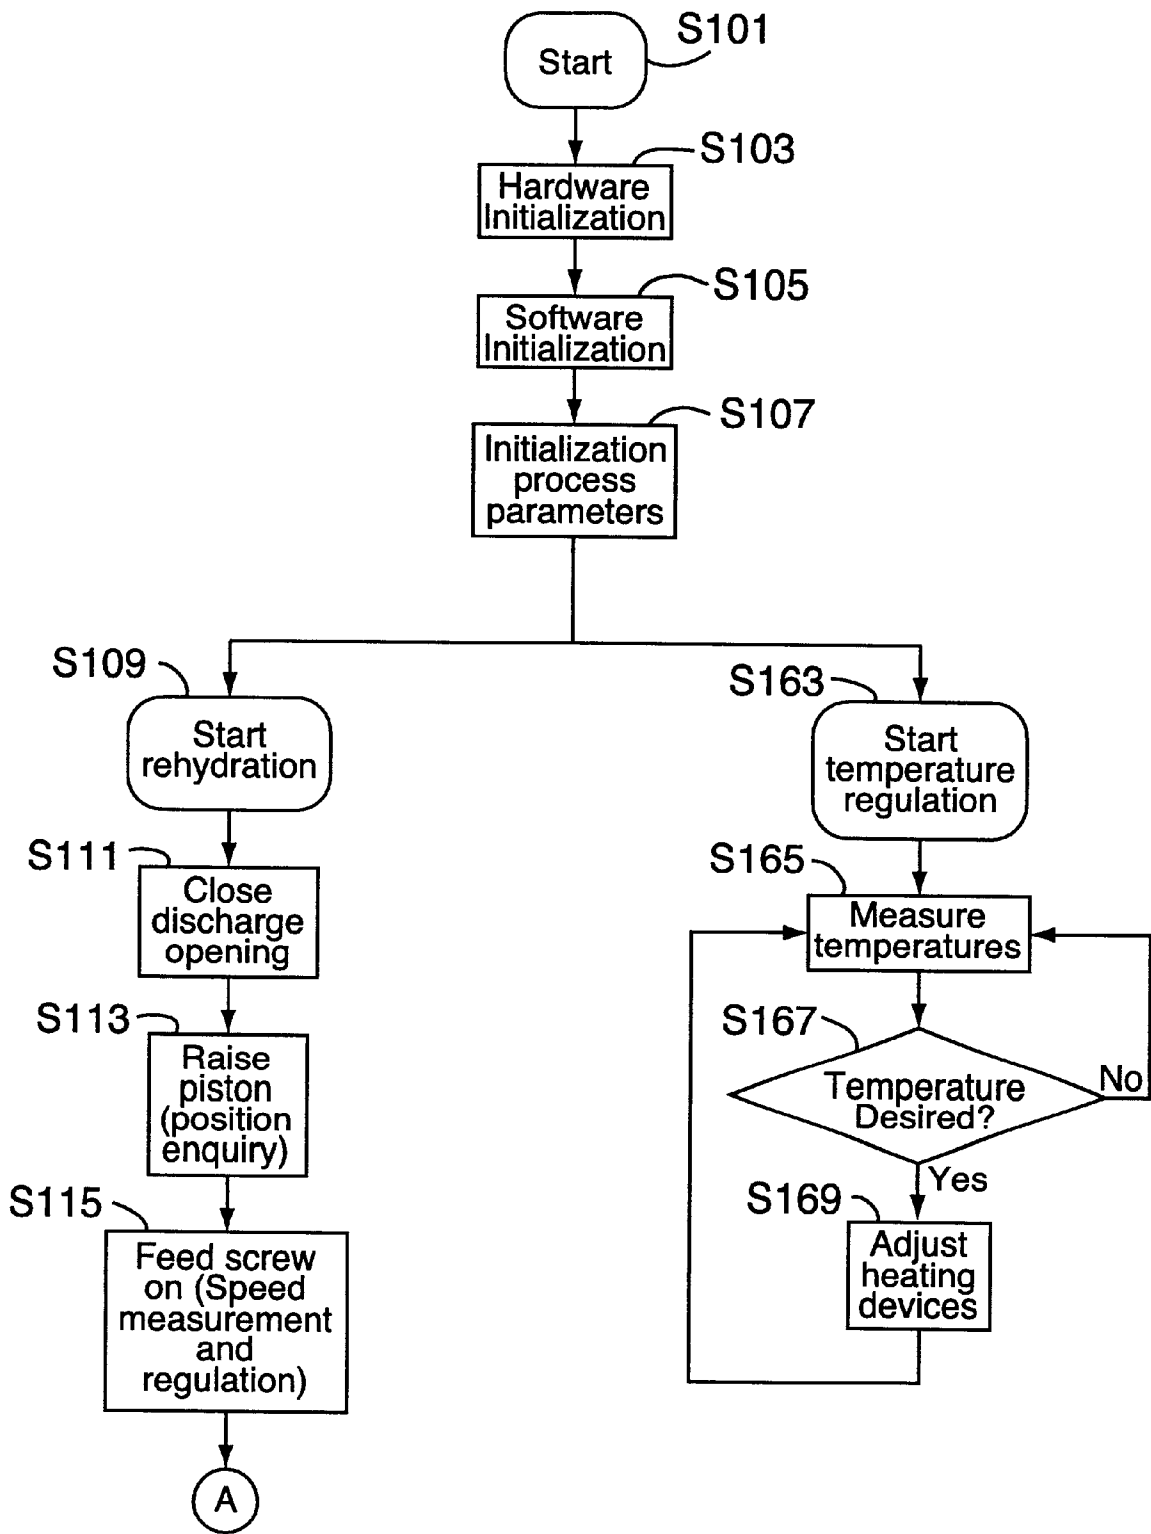 S101
Start
S103
Hardware
Initialization
S105
Software
Initialization
S107
Initialization
process
parameters
S109
Start
rehydration
S111
Close
discharge
opening
S113
Raise
piston
(position
enquiry)
S115
Feed screw
on (Speed
measurement
and
regulation)
A
S163
Start
temperature
regulation
S165
Measure
temperatures
S167
Temperature
Desired?
No
Yes
S169
Adjust
heating
devices